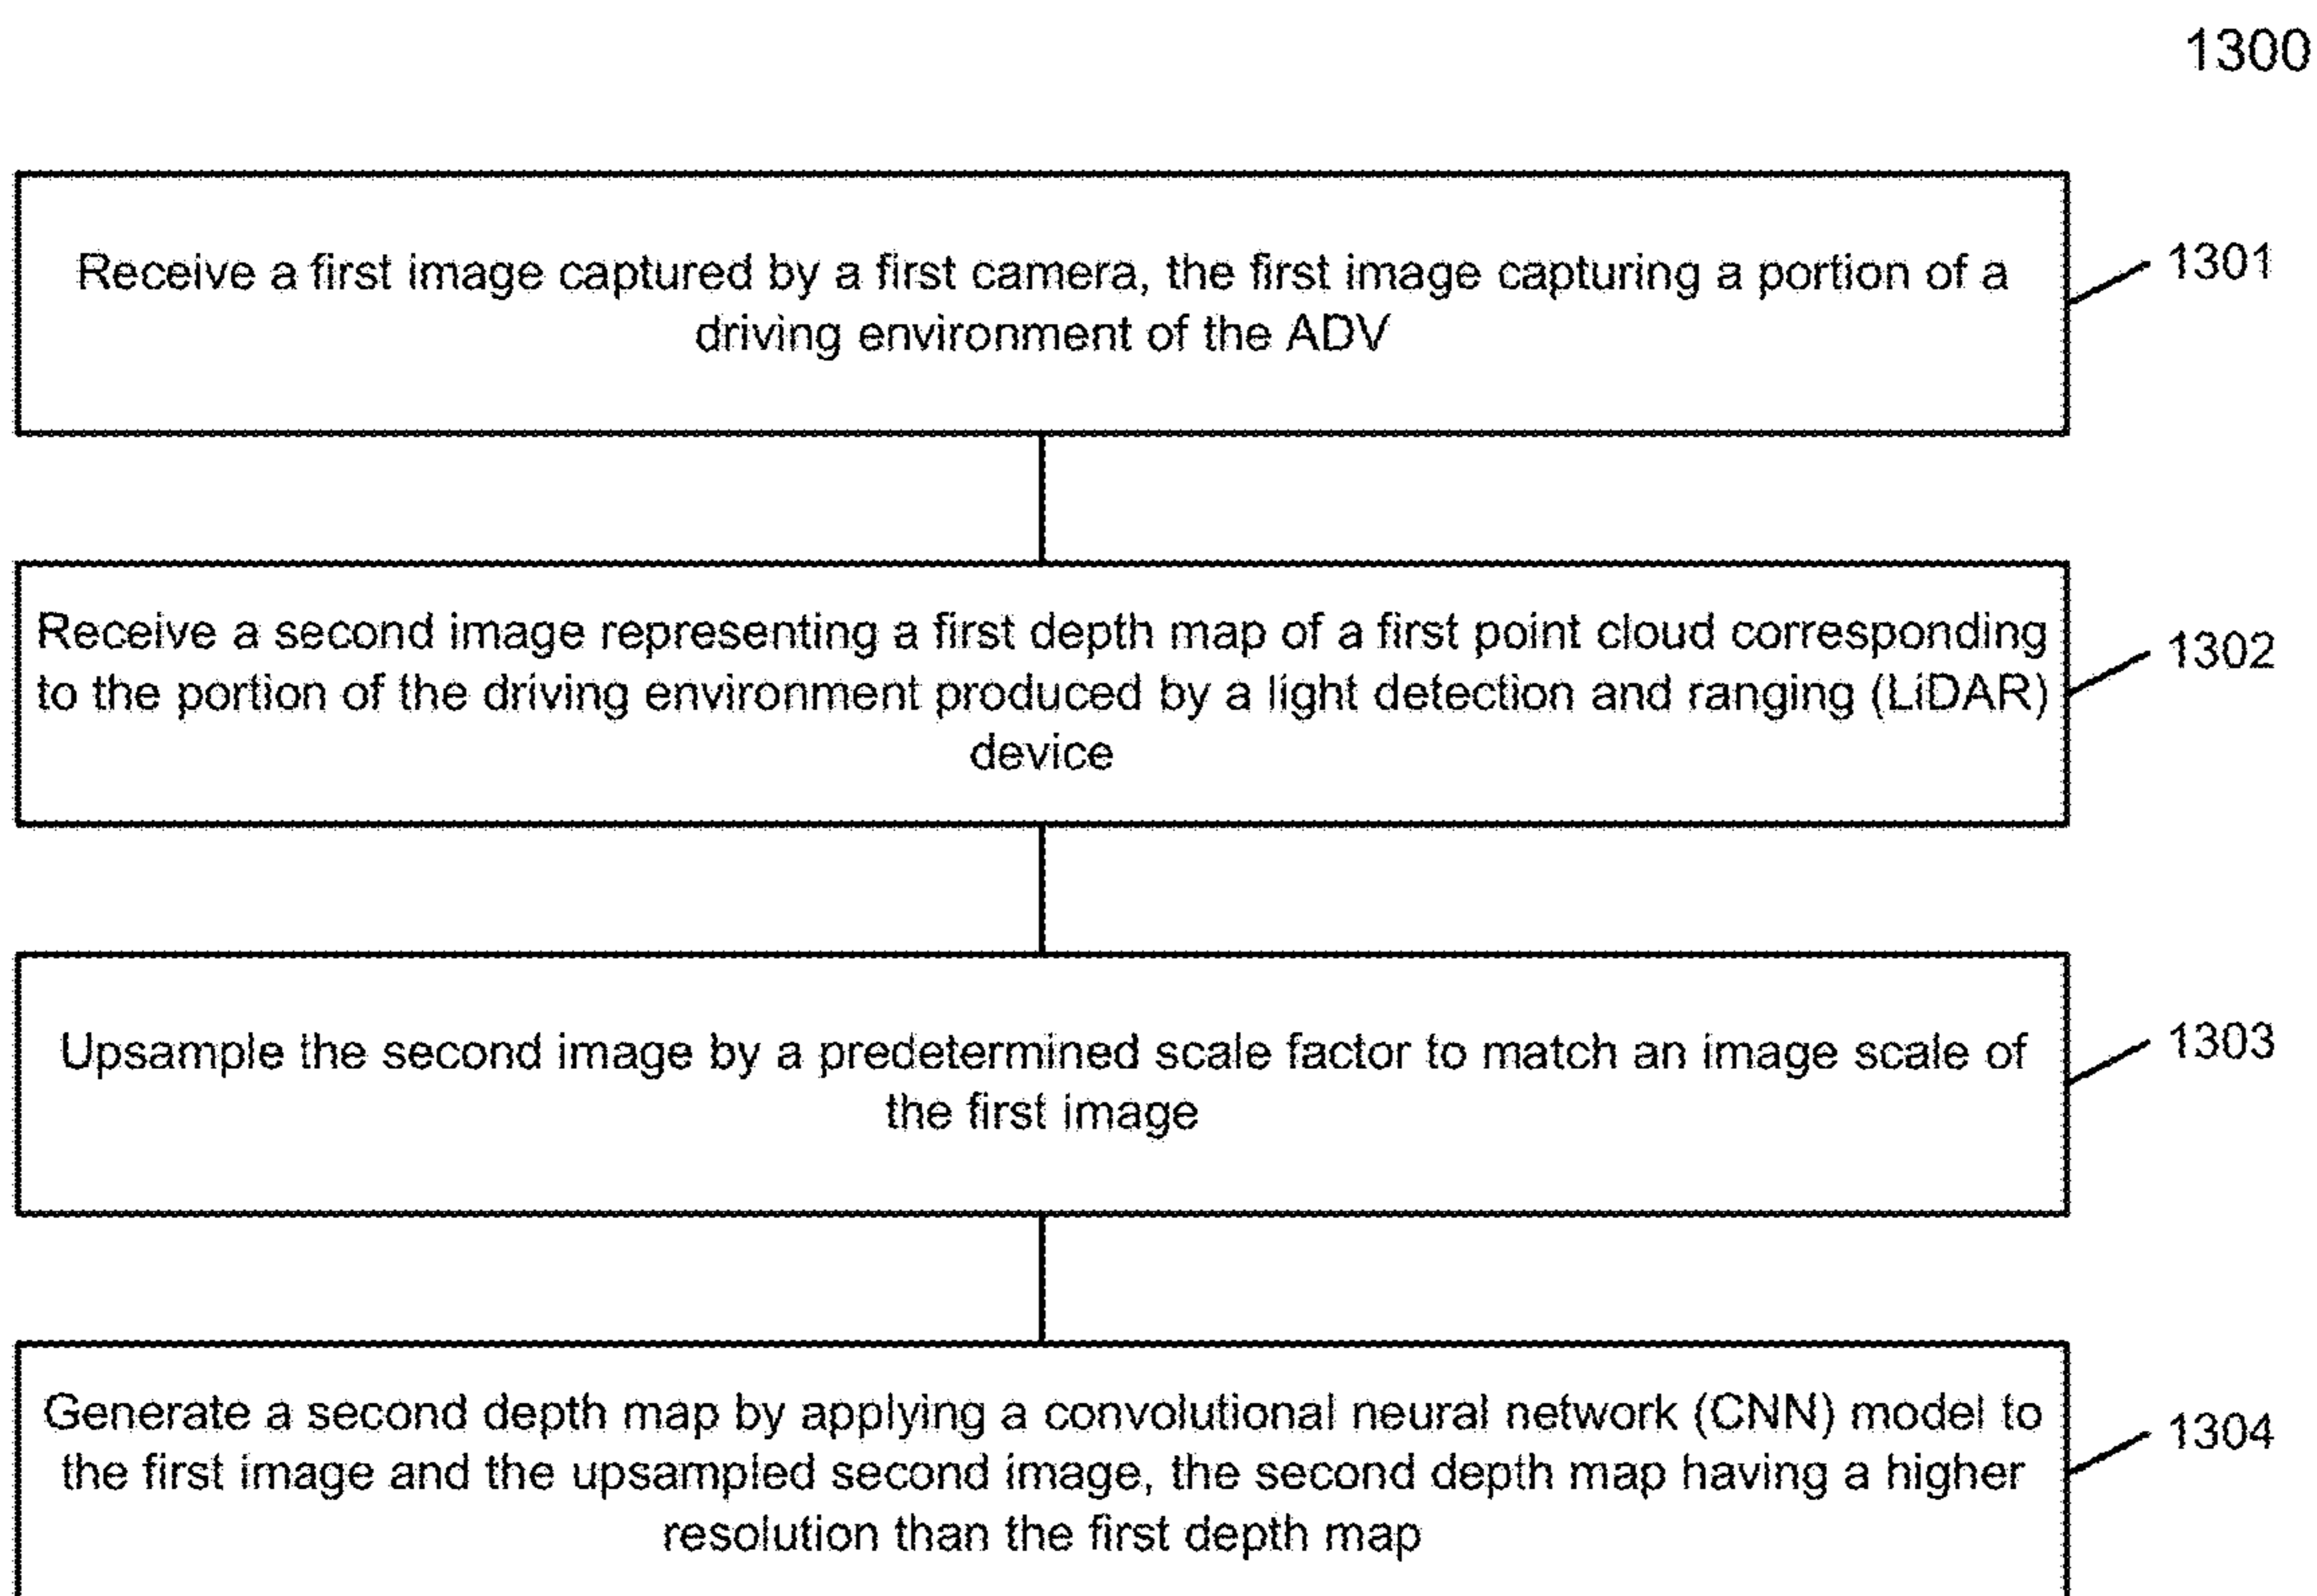 1300
Receive a first image captured by a first camera, the first image capturing a portion of a
driving environment of the ADV
1301
Receive a second image representing a first depth map of a first point cloud corresponding
to the portion of the driving environment produced by a light detection and ranging (LiDAR)
device
1302
Upsample the second image by a predetermined scale factor to match an image scale of
the first image
1303
Generate a second depth map by applying a convolutional neural network (CNN) model to
the first image and the upsampled second image, the second depth map having a higher
resolution than the first depth map
1304